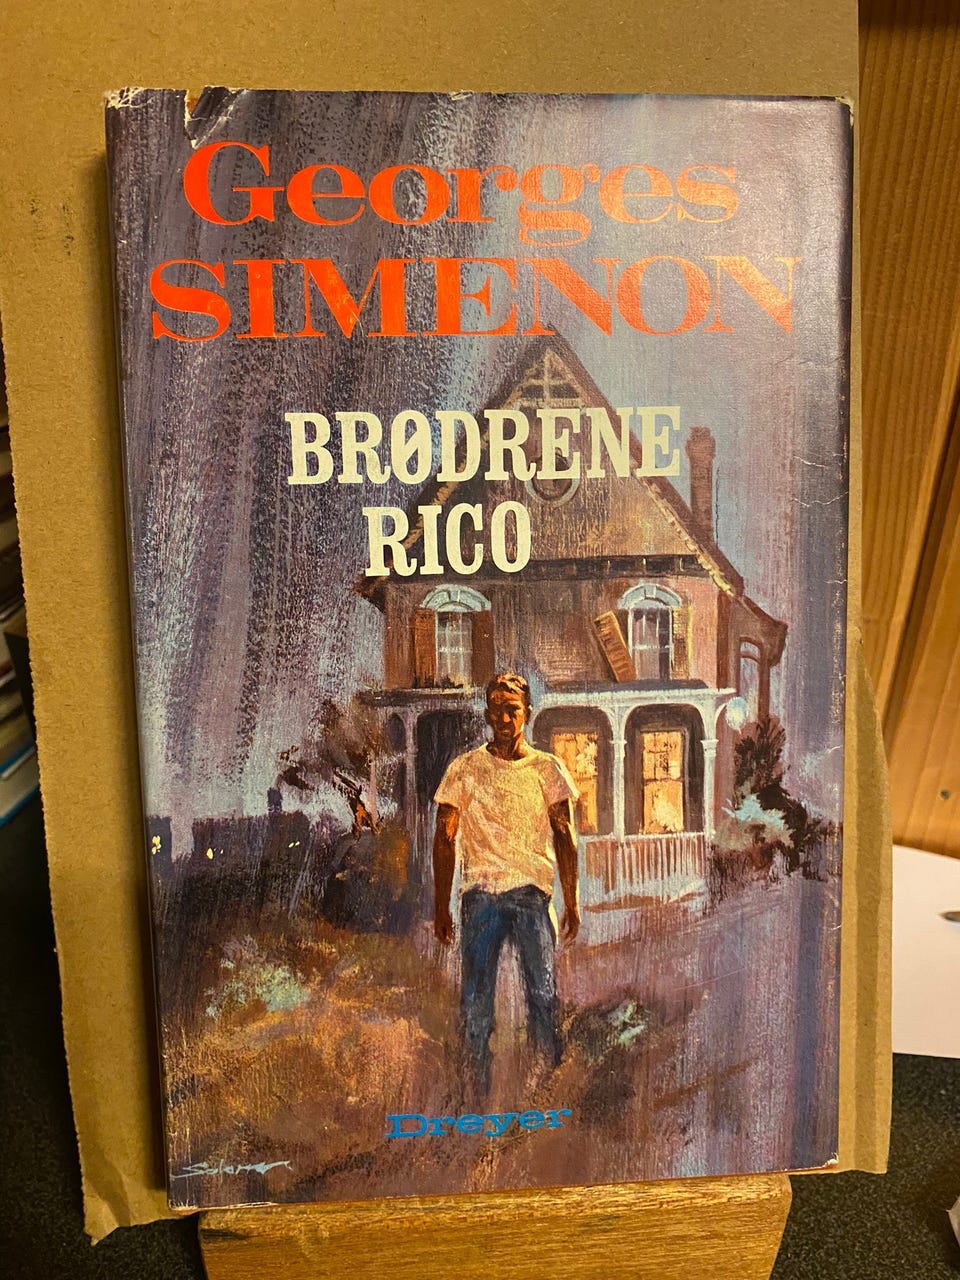 Georges
SIMENON
BRØDRENE
RICO
Dreyer